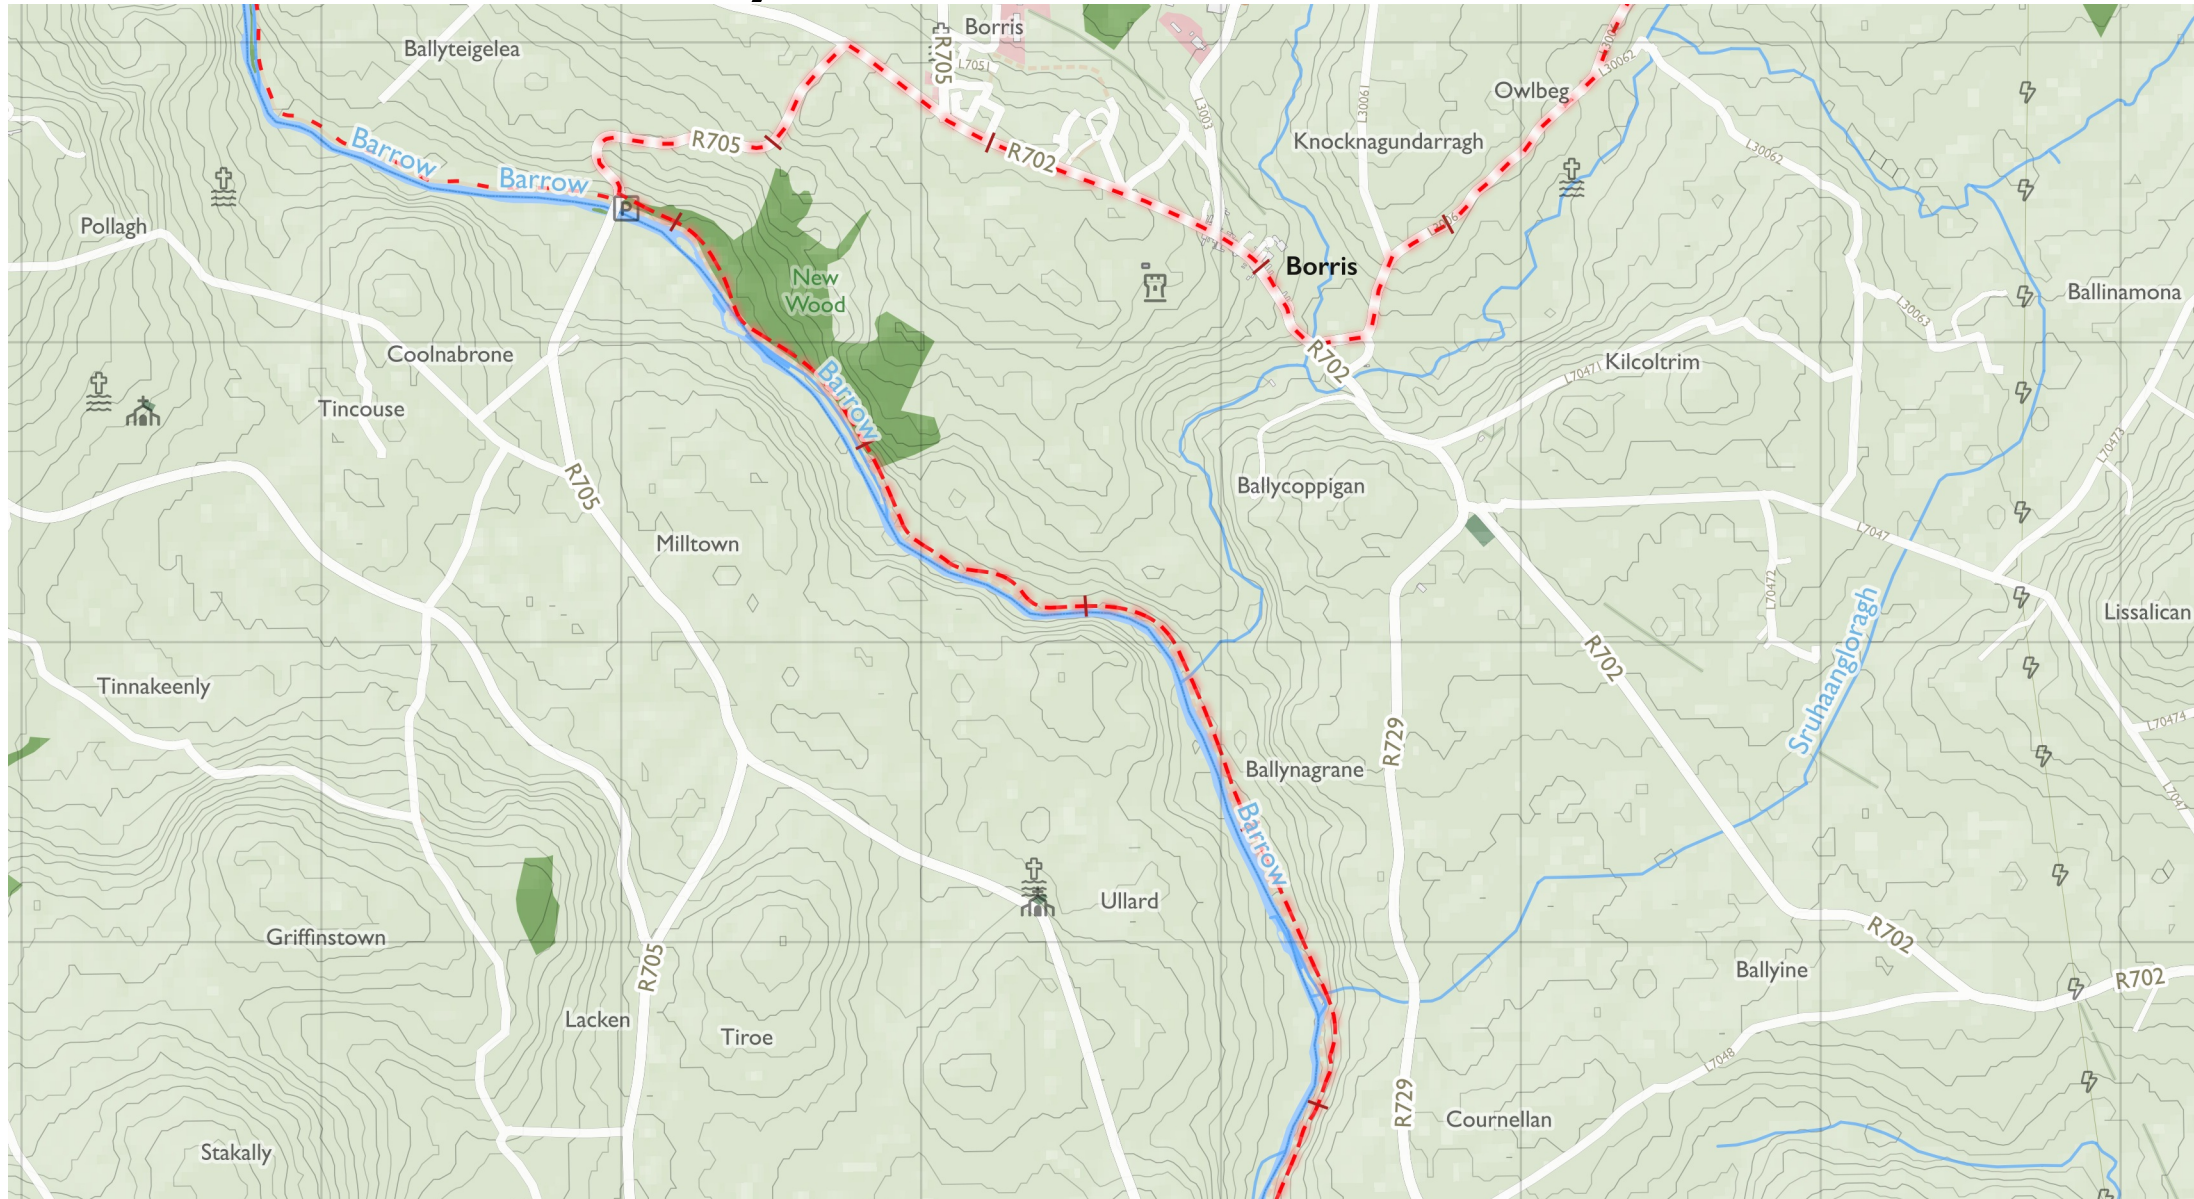 Borris
Ballyteigelea
R705
L7051
L30062
Owlbeg
L30061
L3003
Knocknagundarragh
Barrow
R705
R702
L30062
Barrow
P
Pollagh
New
Wood
Borris
Ballinamona
L30063
Coolnabrone
R702
Kilcoltrim
L70471
Barrow
Tincouse
L70473
R705
Ballycoppigan
Milltown
L7047
L70472
Lissalican
Sruhaangloragh
R702
Tinnakeenly
L70474
R729
Ballynagrane
Barrow
Ullard
Griffinstown
R702
R705
Ballyine
R702
Lacken
Tiroe
L7048
R729
Cournellan
Stakally